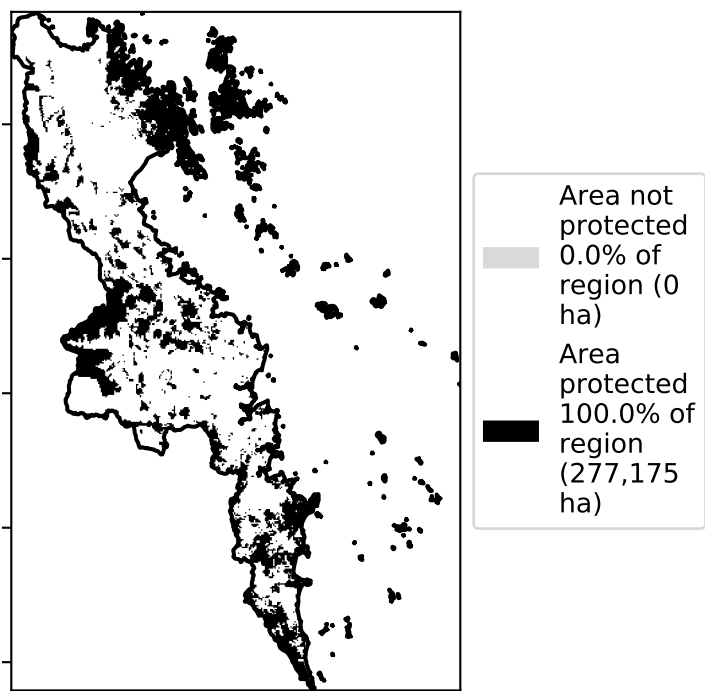 Area not
protected
0.0% of
region (0
ha)
Area
protected
100.0% of
region
(277,175
ha)